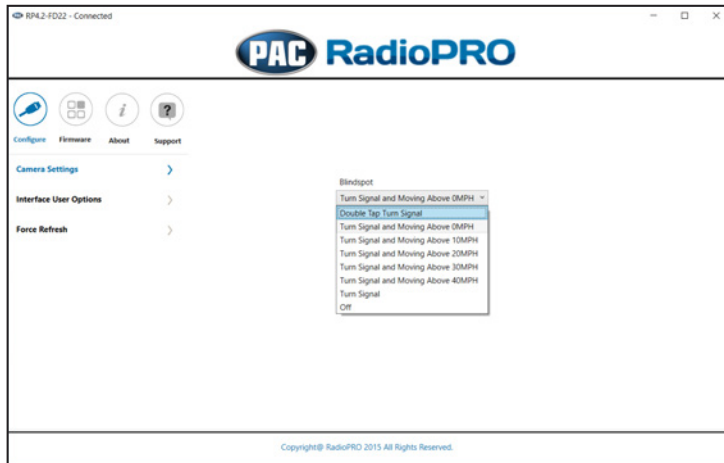 RP4.2-FD22 - Connected
PAC RadioPRO
Configure Firmware About Support
Camera Settings
Interface User Options
Force Refresh
Blindspot
Turn Signal and Moving Above 0MPH
Double Tap Turn Signal
Turn Signal and Moving Above 0MPH
Turn Signal and Moving Above 10MPH
Turn Signal and Moving Above 20MPH
Turn Signal and Moving Above 30MPH
Turn Signal and Moving Above 40MPH
Turn Signal
Off
Copyright@ RadioPRO 2015 All Rights Reserved.